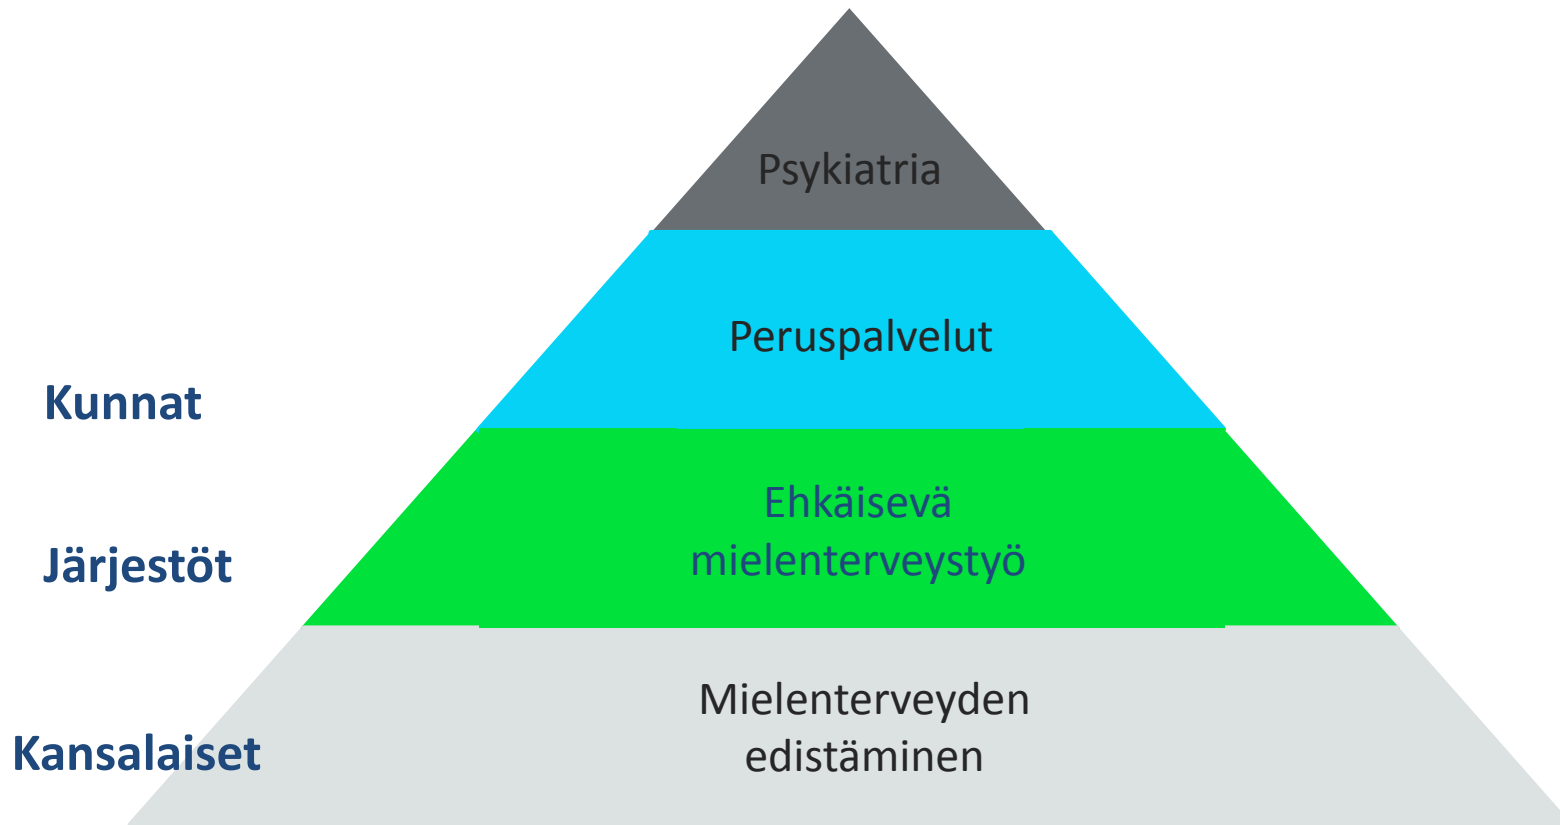 Psykiatria
Peruspalvelut
Kunnat
Ehkäisevä
mielenterveystyö
Järjestöt
Mielenterveyden
edistäminen
Kansalaiset